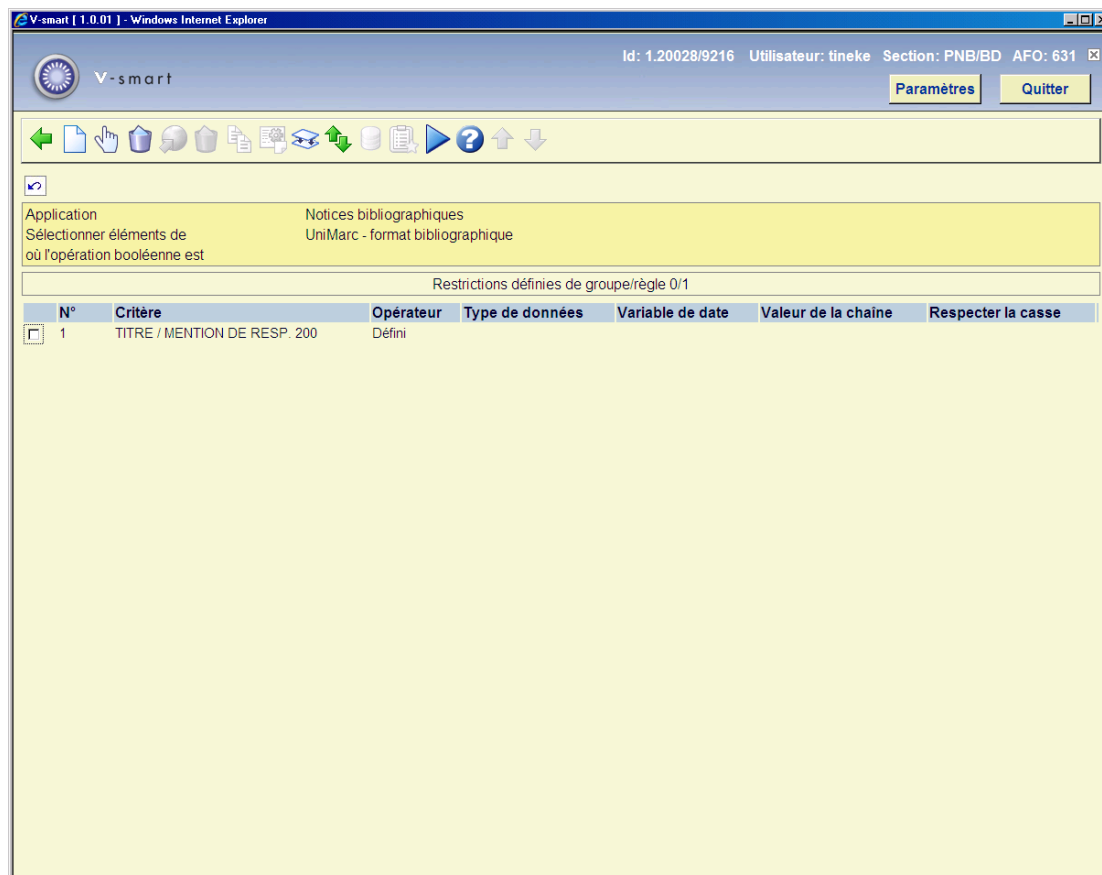 V-smart [ 1.0.01 ] - Windows Internet Explorer
Id: 1.20028/9216 Utilisateur: tineke Section: PNB/BD AFO: 631
V-smart
Paramètres Quitter
Application Notices bibliographiques
Sélectionner éléments de UniMarc - format bibliographique
où l'opération booléenne est
Restrictions définies de groupe/règle 0/1
N° Critère Opérateur Type de données Variable de date Valeur de la chaîne Respecter la casse
1 TITRE / MENTION DE RESP. 200 Défini